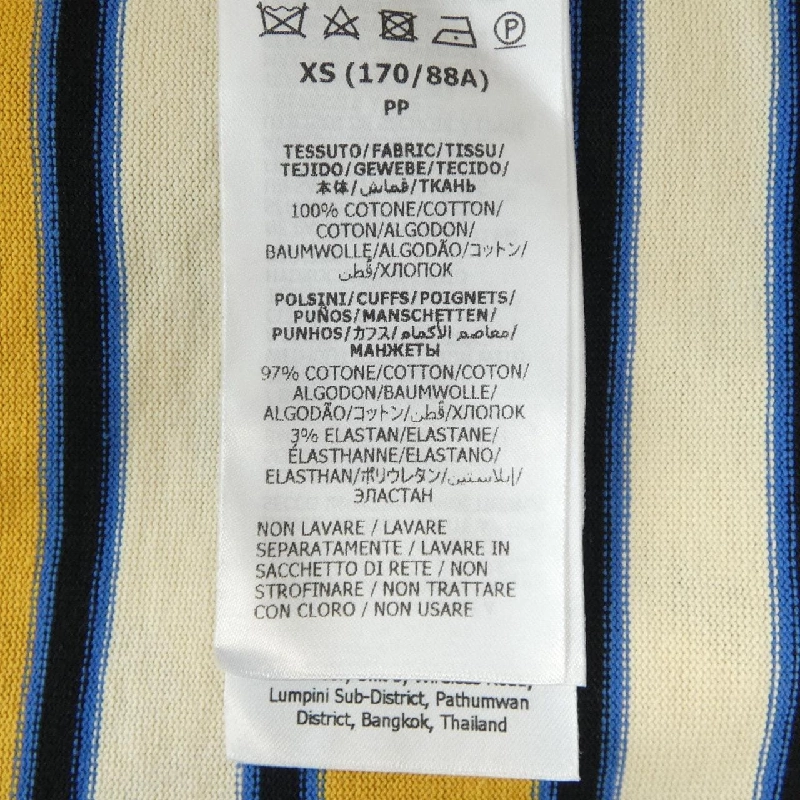 P
XS (170/88A)
PP
TESSUTO/FABRIC/TISSU/
TEJIDO/GEWEBE/TECIDO/
本体/قماش/ТКАНЬ
100% COTONE/COTTON/
COTON/ALGODON/
BAUMWOLLE/ALGODÃO/コットン/
قُطن/ХЛОПОК
POLSINI/CUFFS/POIGNETS/
PUÑOS/MANSCHETTEN/
PUNHOS/カフス/معاصم الأكمام/
МАНЖЕТЫ
97% COTONE/COTTON/COTON/
ALGODON/BAUMWOLLE/
ALGODÃO/コットン/قُطن/ХЛОПОК
3% ELASTAN/ELASTANE/
ÉLASTHANNE/ELASTANO/
ELASTHAN/ポリウレタン/إيلاستين/
ЭЛАСТАН
NON LAVARE / LAVARE
SEPARATAMENTE / LAVARE IN
SACCHETTO DI RETE / NON
STROFINARE / NON TRATTARE
CON CLORO / NON USARE
Lumpini Sub-District, Pathumwan
District, Bangkok, Thailand